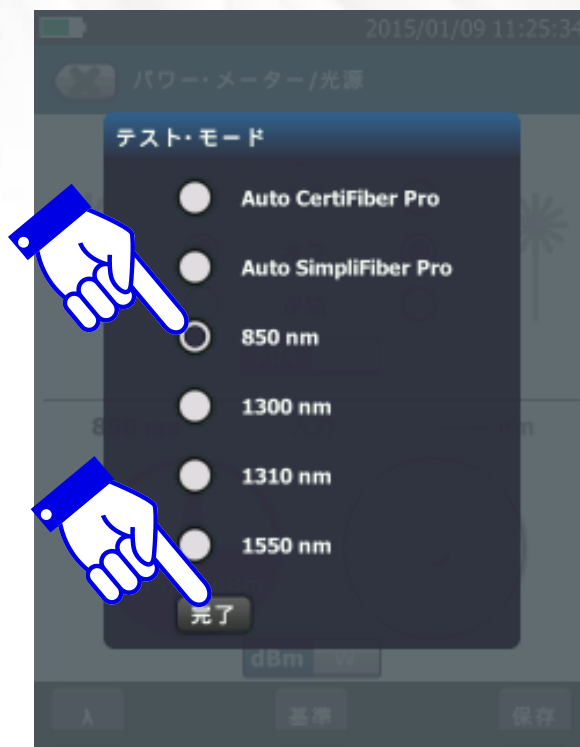 2015/01/09 11:25:34
パワー・メーター/光源
テスト・モード
Auto CertiFiber Pro
Auto SimpliFiber Pro
850 nm
1300 nm
1310 nm
1550 nm
完了
dBm W
λ 基準 保存